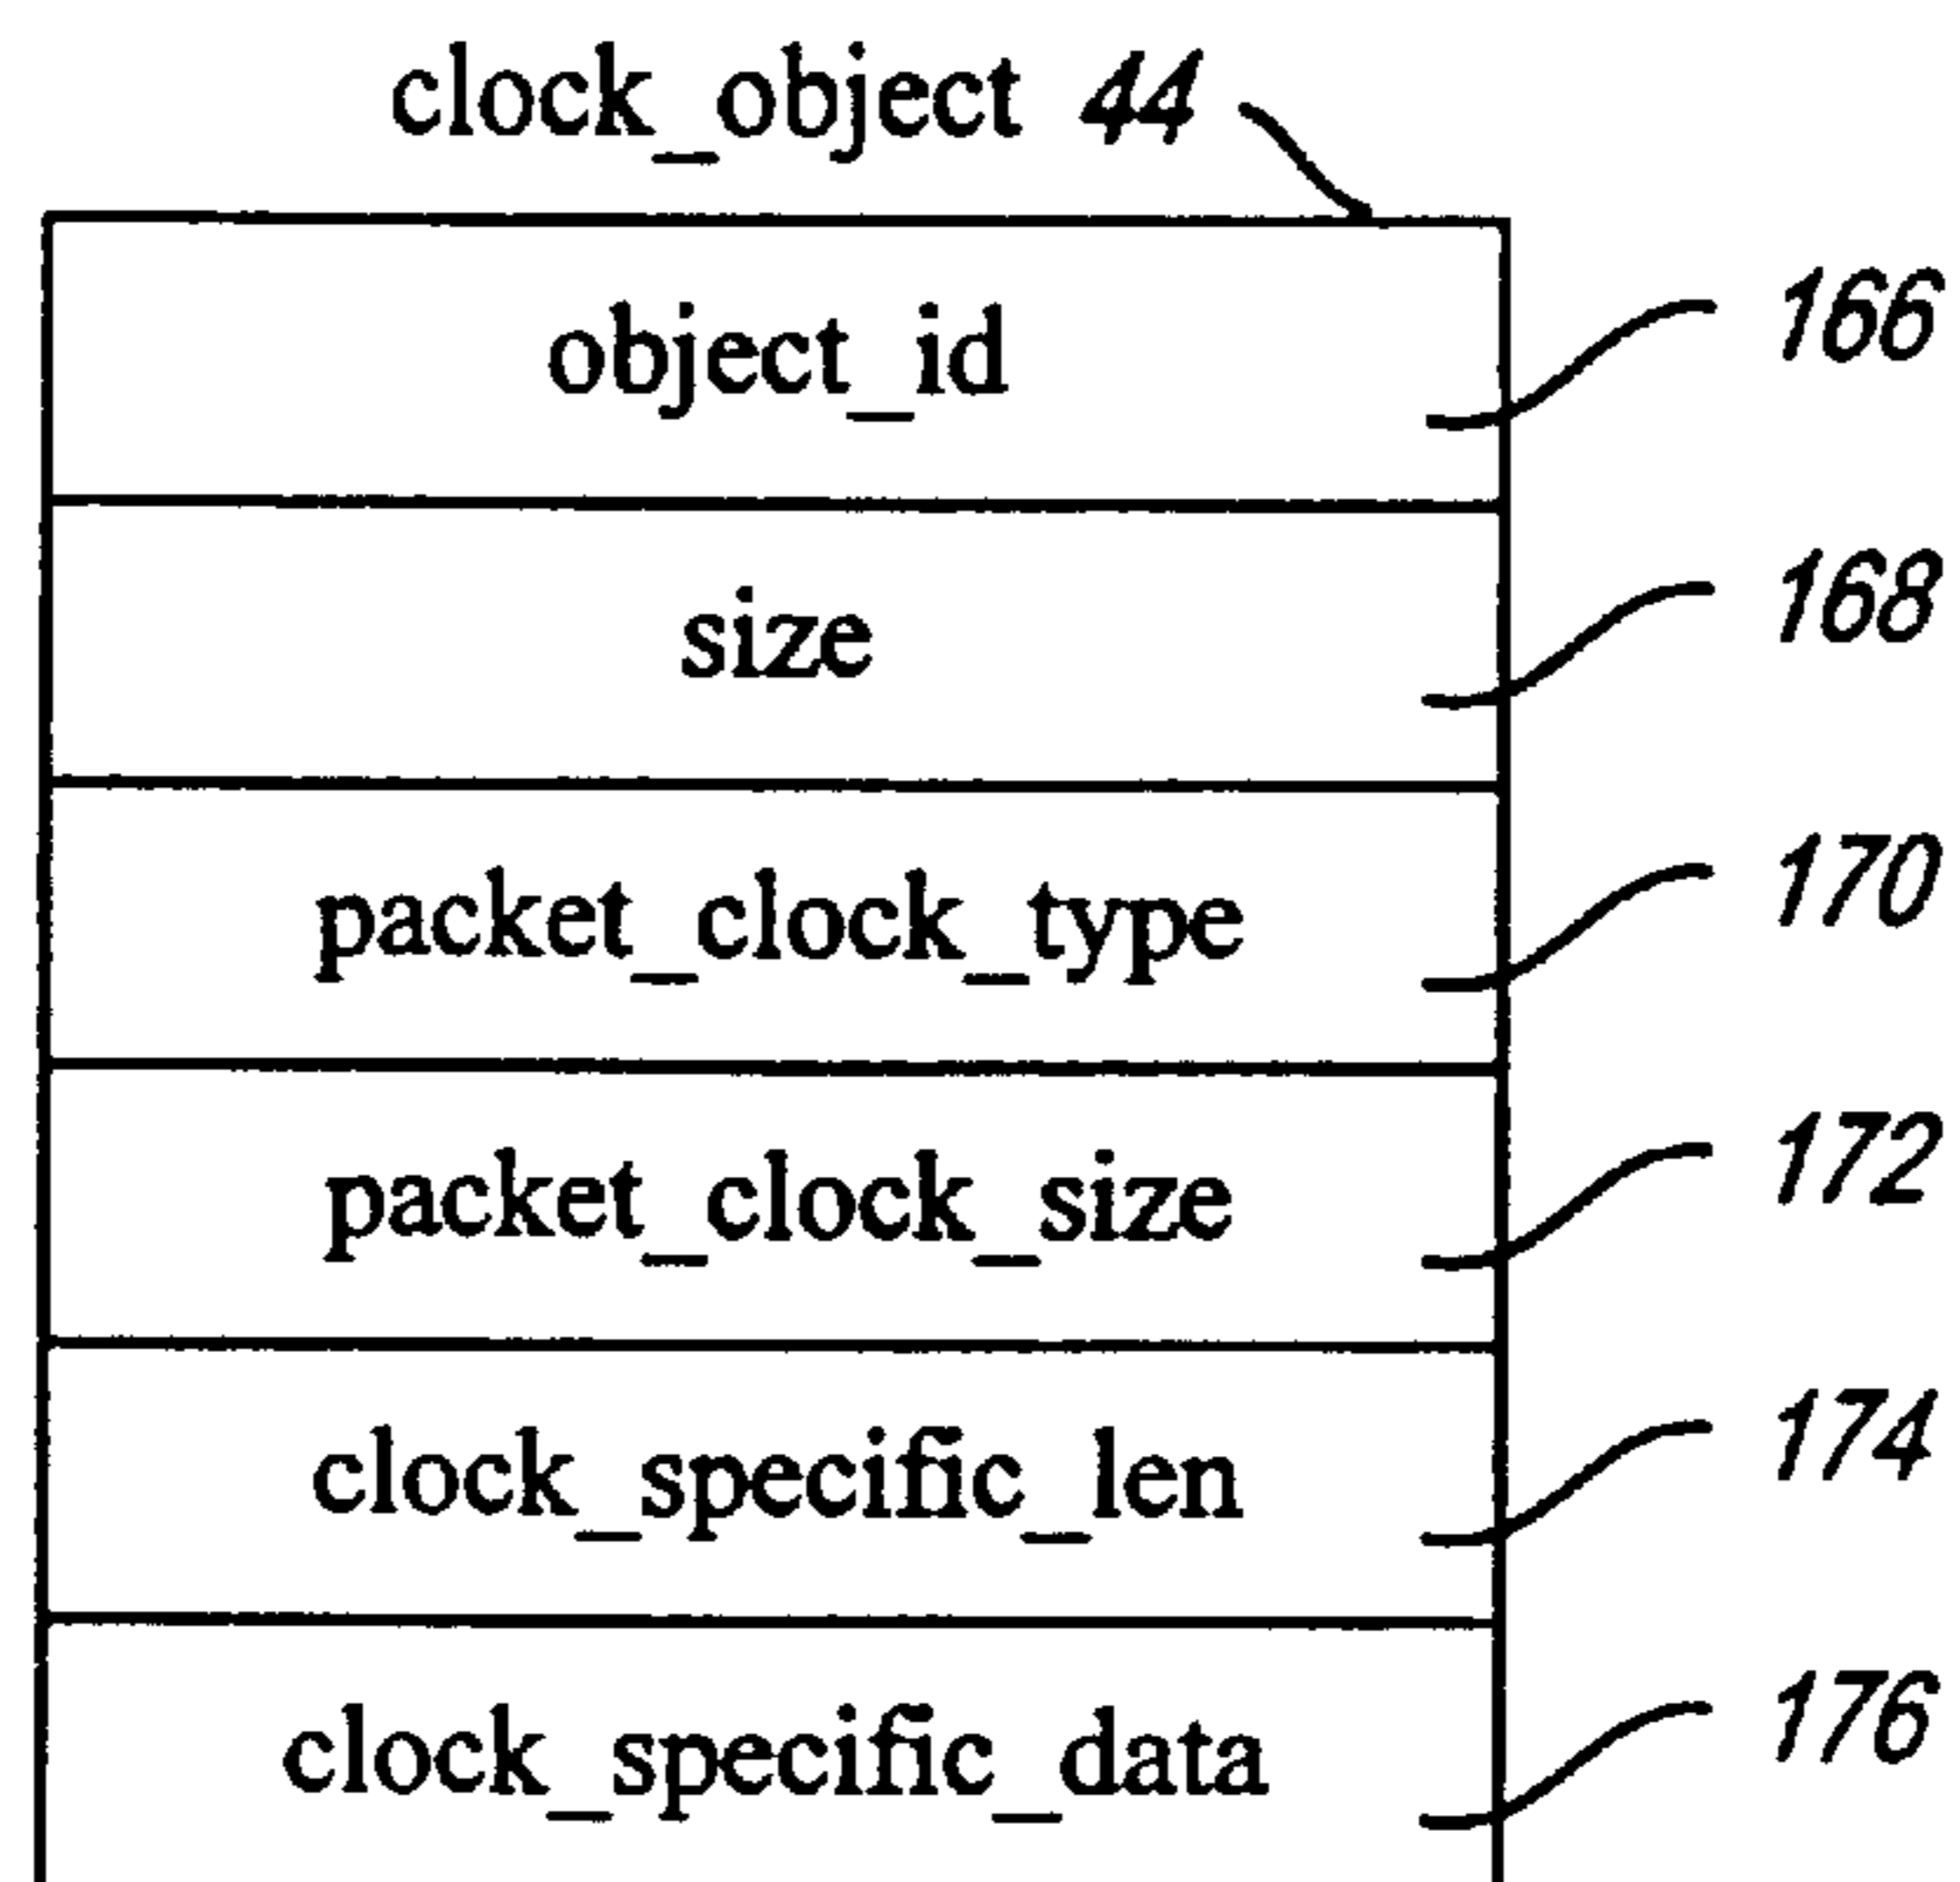 clock_object 44
object_id 166
size 168
packet_clock_type 170
packet_clock_size 172
clock_specific_len 174
clock_specific_data 176